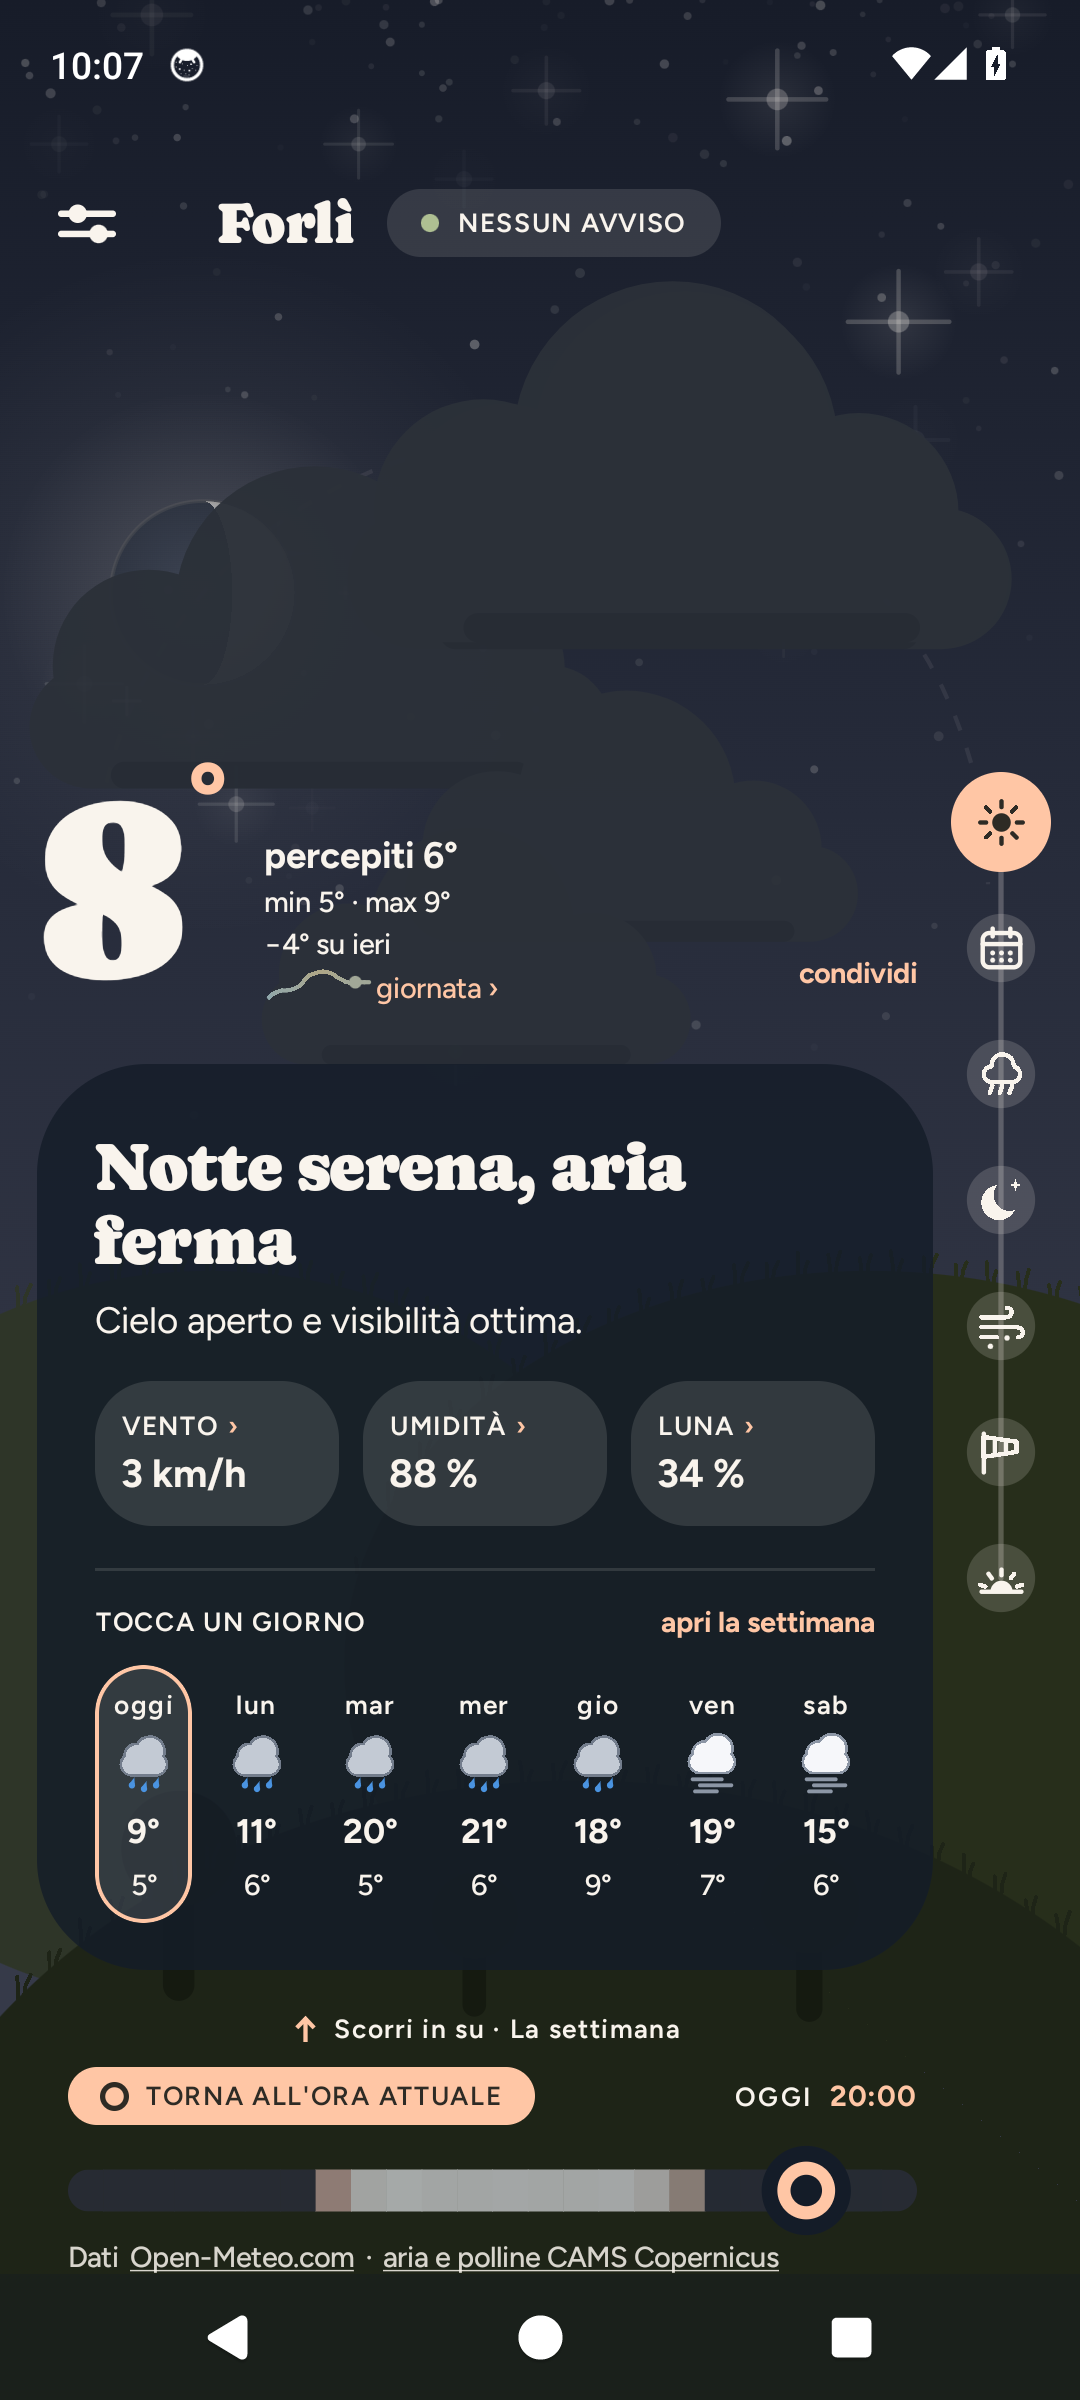 10:07
Forlì
NESSUN AVVISO
8°
percepiti 6°
min 5° · max 9°
−4° su ieri
giornata ›
condividi
Notte serena, aria
ferma
Cielo aperto e visibilità ottima.
VENTO › UMIDITÀ › LUNA ›
3 km/h 88 % 34 %
TOCCA UN GIORNO apri la settimana
oggi lun mar mer gio ven sab
9° 11° 20° 21° 18° 19° 15°
5° 6° 5° 6° 9° 7° 6°
↑ Scorri in su · La settimana
TORNA ALL'ORA ATTUALE OGGI 20:00
Dati Open-Meteo.com · aria e polline CAMS Copernicus